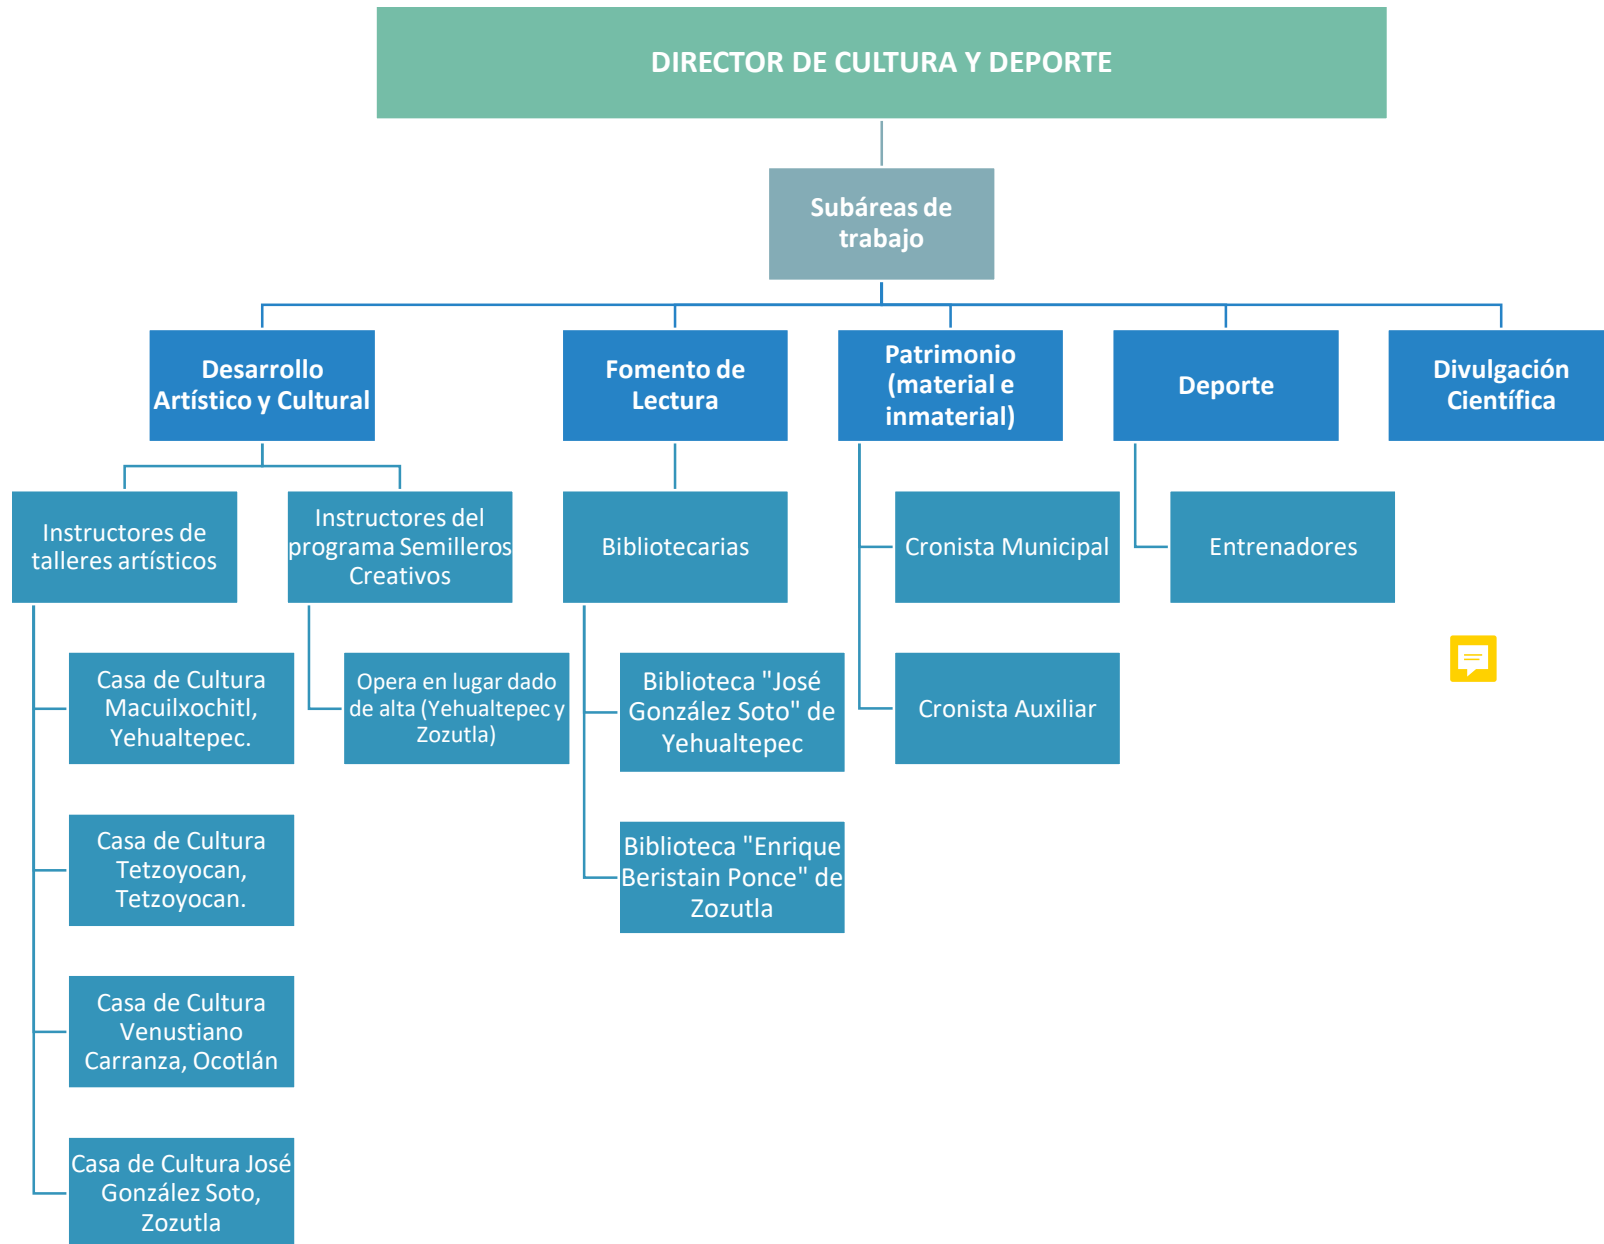 DIRECTOR DE CULTURA Y DEPORTE
Subáreas de
trabajo
Desarrollo
Artístico y Cultural
Fomento de
Lectura
Patrimonio
(material e
inmaterial)
Deporte
Divulgación
Científica
Instructores de
talleres artísticos
Instructores del
programa Semilleros
Creativos
Bibliotecarias
Cronista Municipal
Entrenadores
Casa de Cultura
Macuilxochitl,
Yehualtepec.
Opera en lugar dado
de alta (Yehualtepec y
Zozutla)
Biblioteca "José
González Soto" de
Yehualtepec
Cronista Auxiliar
Casa de Cultura
Tetzoyocan,
Tetzoyocan.
Biblioteca "Enrique
Beristain Ponce" de
Zozutla
Casa de Cultura
Venustiano
Carranza, Ocotlán
Casa de Cultura José
González Soto,
Zozutla